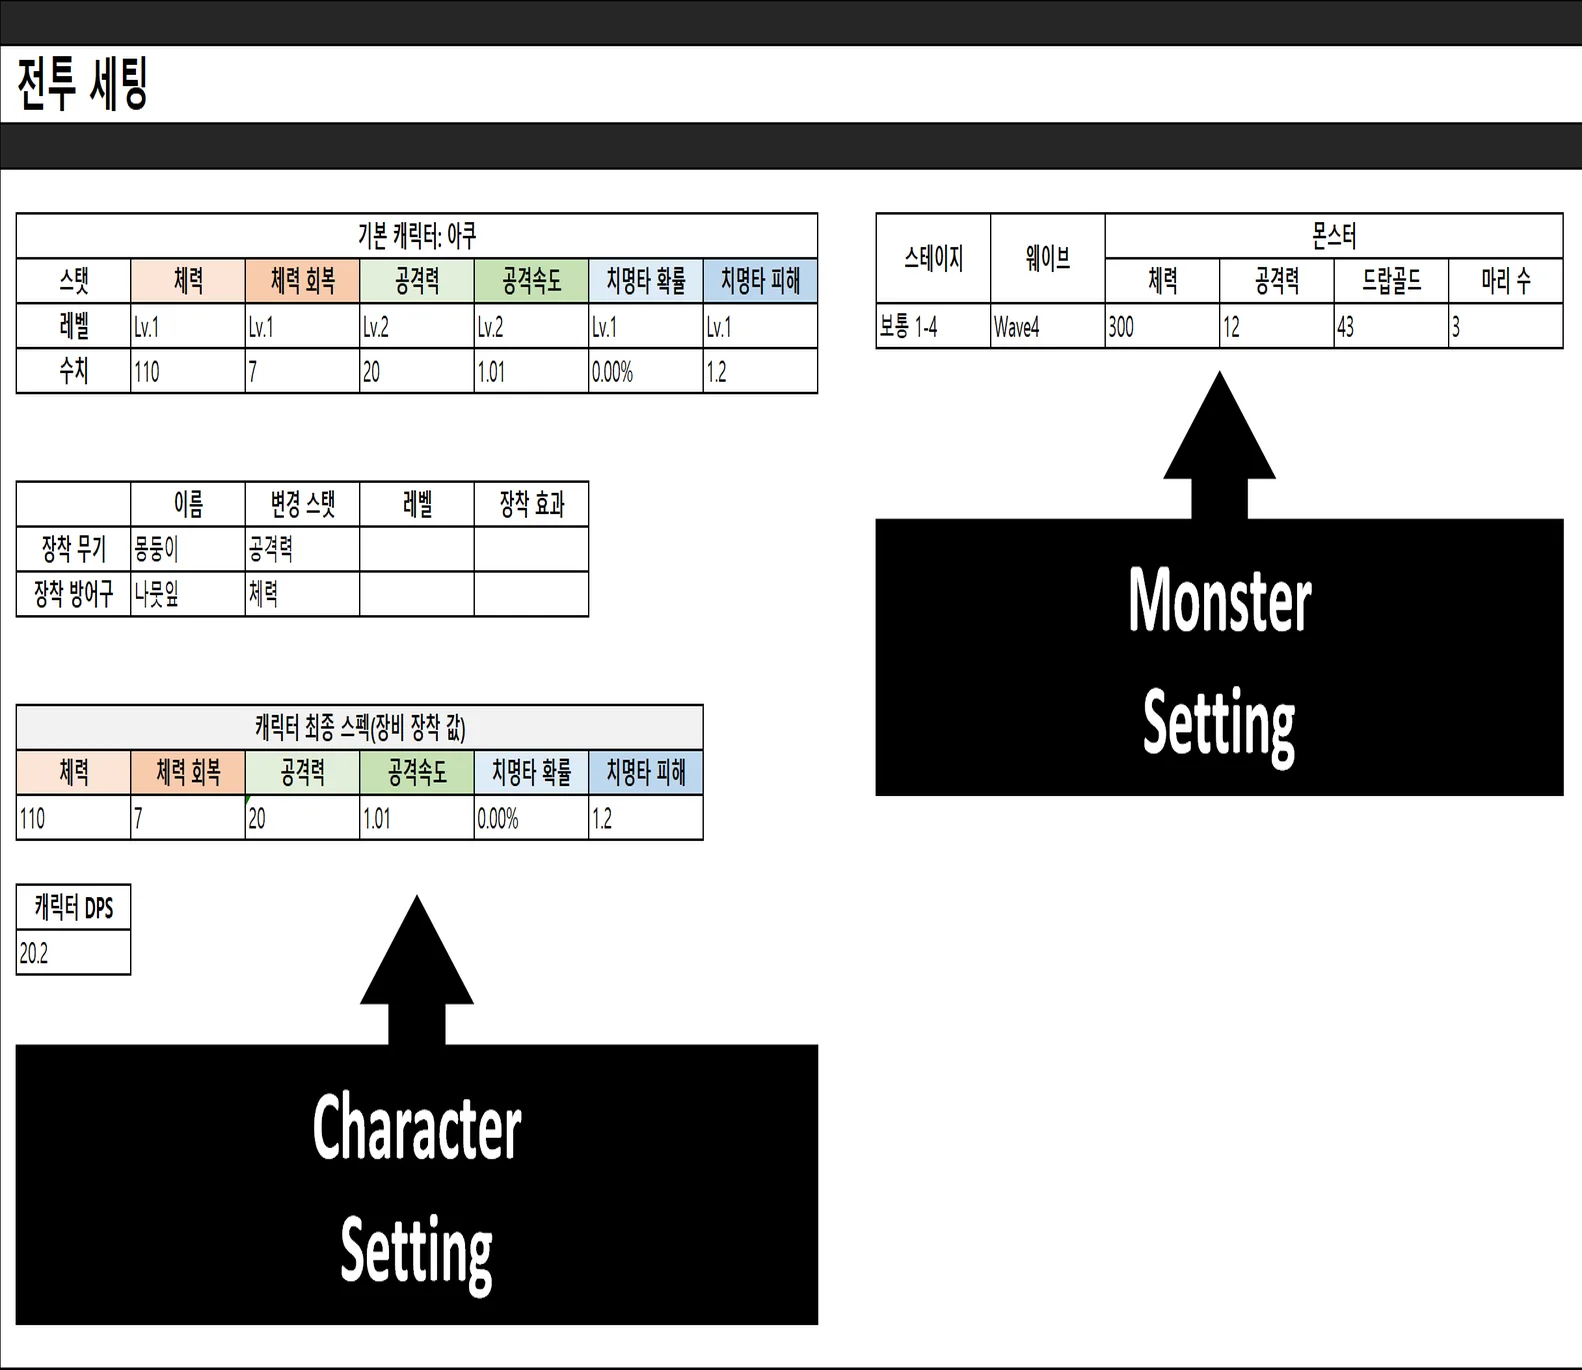 전투 세팅
기본 캐릭터: 아쿠
스탯 체력 체력 회복 공격력 공격속도 치명타 확률 치명타 피해
레벨 Lv.1 Lv.1 Lv.2 Lv.2 Lv.1 Lv.1
수치 110 7 20 1.01 0.00% 1.2
이름 변경 스탯 레벨 장착 효과
장착 무기 몽둥이 공격력
장착 방어구 나뭇잎 체력
캐릭터 최종 스펙(장비 장착 값)
체력 체력 회복 공격력 공격속도 치명타 확률 치명타 피해
110 7 20 1.01 0.00% 1.2
캐릭터 DPS
20.2
Character
Setting
스테이지 웨이브 몬스터
체력 공격력 드랍골드 마리 수
보통 1-4 Wave4 300 12 43 3
Monster
Setting